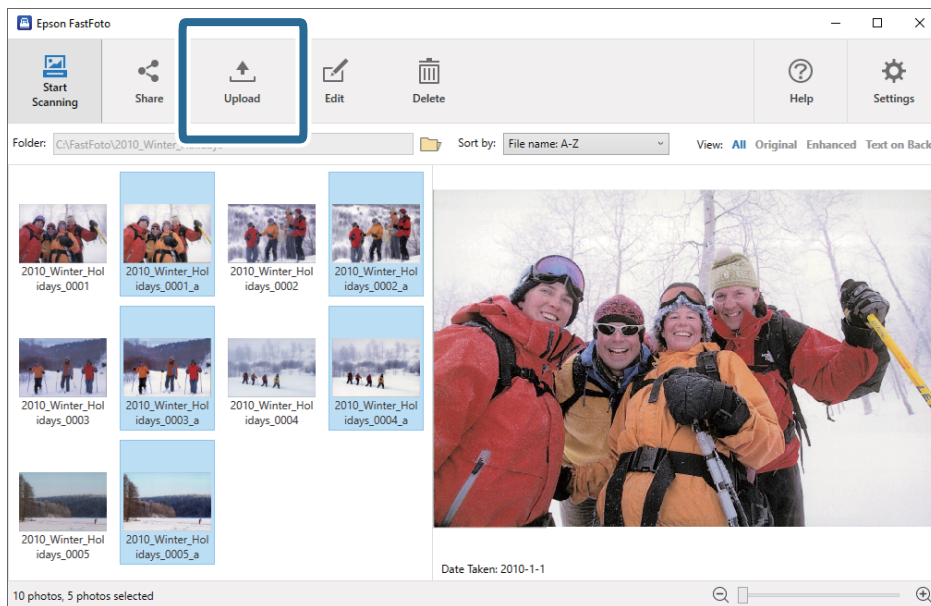 Epson FastFoto
Start
Scanning
Share
Upload
Edit
Delete
Help
Settings
Folder:
C:\FastFoto\2010_Winter_
Sort by:
File name: A-Z
View: All Original Enhanced Text on Back
2010_Winter_Hol
idays_0001
2010_Winter_Hol
idays_0001_a
2010_Winter_Hol
idays_0002
2010_Winter_Hol
idays_0002_a
2010_Winter_Hol
idays_0003
2010_Winter_Hol
idays_0003_a
2010_Winter_Hol
idays_0004
2010_Winter_Hol
idays_0004_a
2010_Winter_Hol
idays_0005
2010_Winter_Hol
idays_0005_a
Date Taken: 2010-1-1
10 photos, 5 photos selected